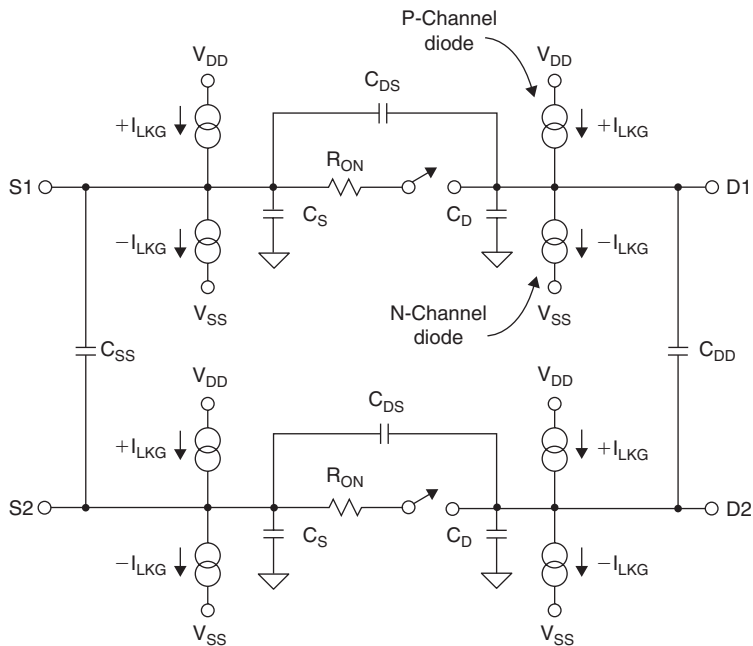 P-Channel
diode
V_DD
V_DD
C_DS
+I_LKG
+I_LKG
R_ON
S1
D1
C_S
C_D
−I_LKG
−I_LKG
V_SS
N-Channel
diode
V_SS
C_SS
C_DD
V_DD
V_DD
C_DS
+I_LKG
+I_LKG
R_ON
S2
D2
C_S
C_D
−I_LKG
−I_LKG
V_SS
V_SS